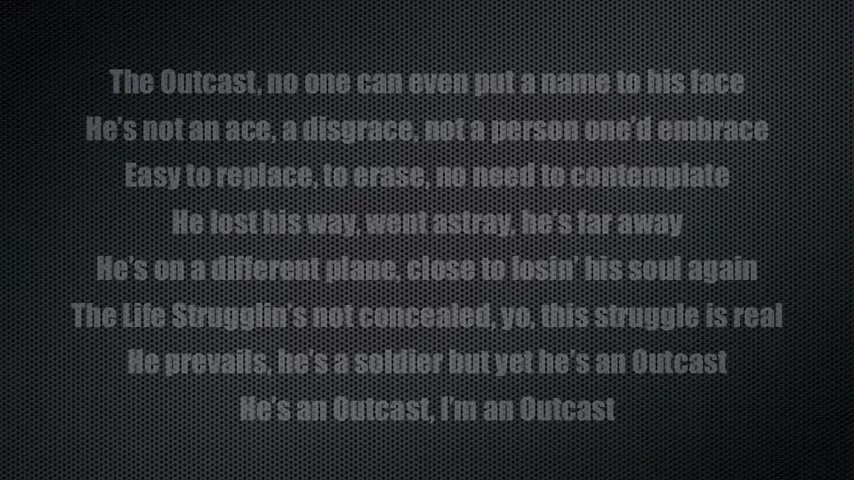 The Outcast, no one can even put a name to his face
He's not an ace, a disgrace, not a person one'd embrace
Easy to replace, to erase, no need to contemplate
He lost his way, went astray, he's far away
He's on a different plane, close to losin' his soul again
The Life Strugglin's not concealed, yo, this struggle is real
He prevails, he's a soldier but yet he's an Outcast
He's an Outcast, I'm an Outcast